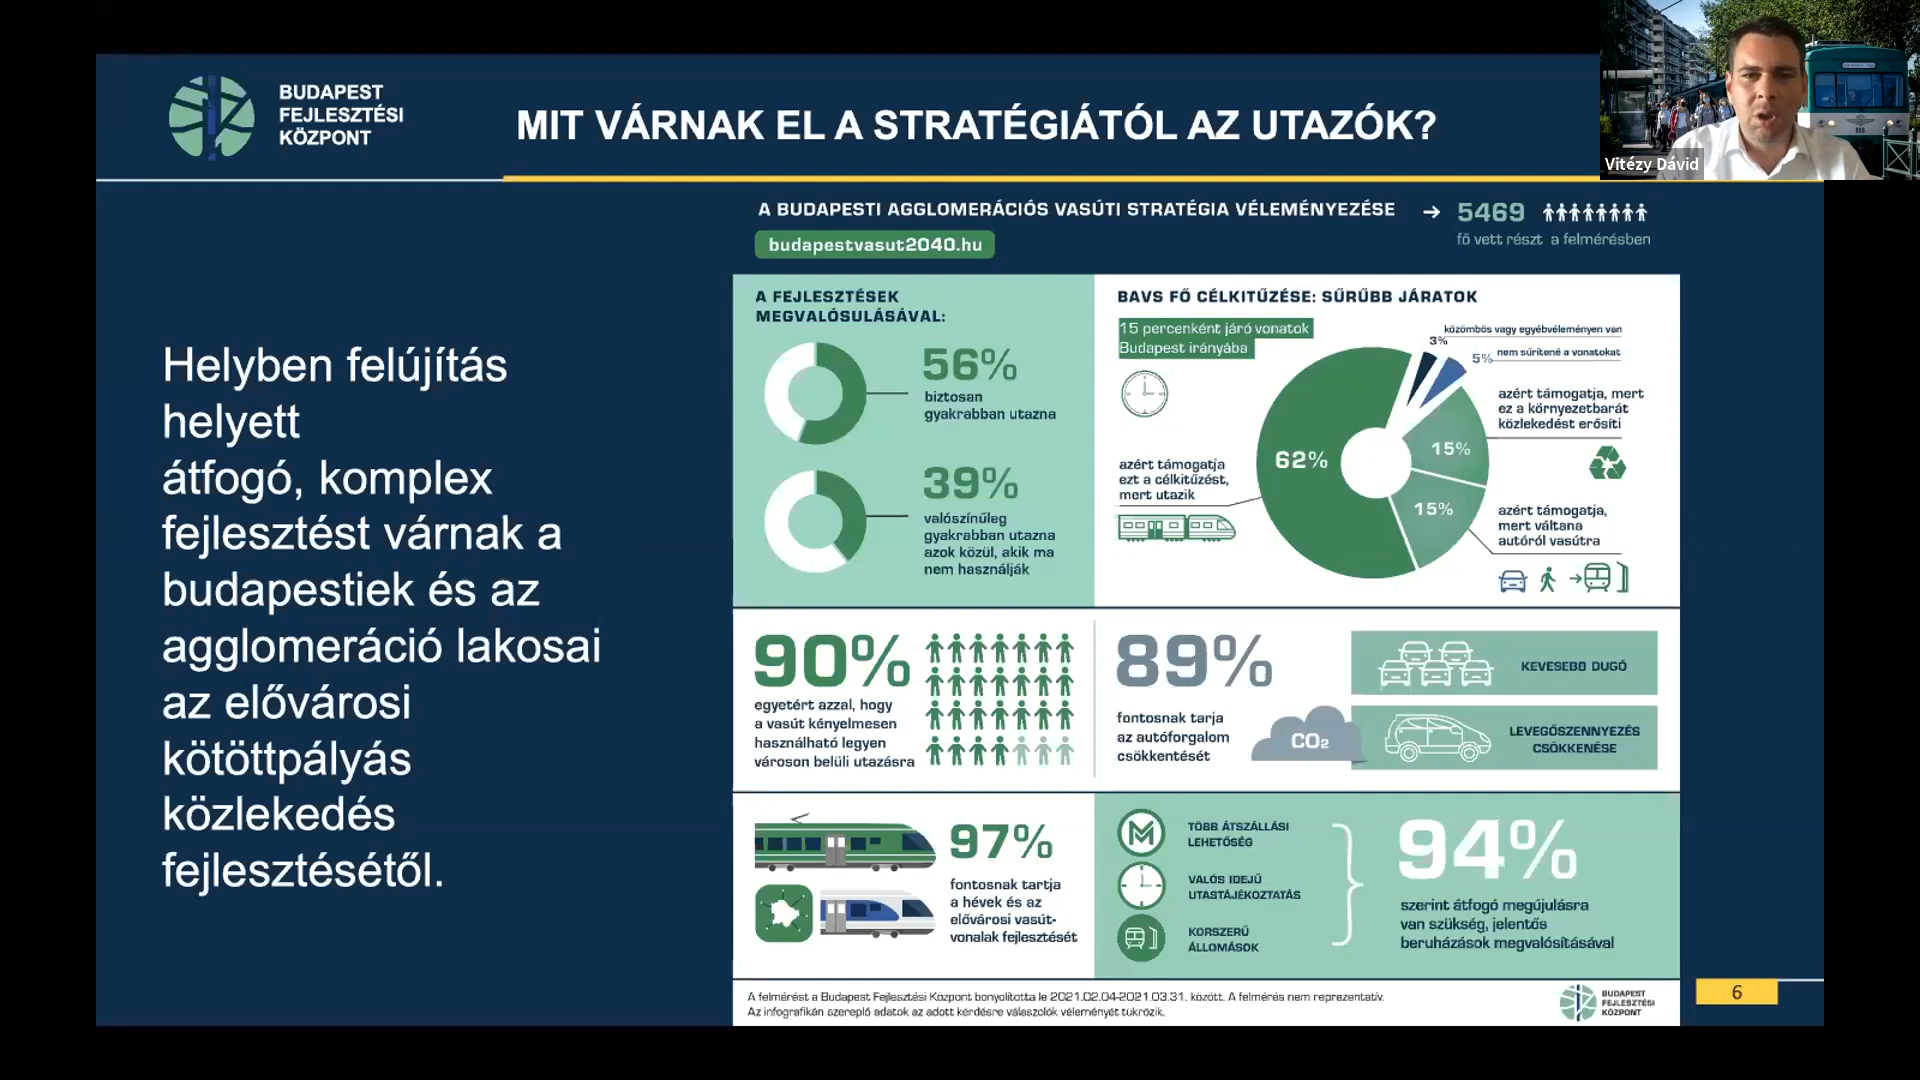 BUDAPEST
FEJLESZTÉSI
KÖZPONT
MIT VÁRNAK EL A STRATÉGIÁTÓL AZ UTAZÓK?
Vitézy Dávid
A BUDAPESTI AGGLOMERÁCIÓS VASÚTI STRATÉGIA VÉLEMÉNYEZÉSE
budapestvasut2040.hu
5469
fő vett részt a felmérésben
Helyben felújítás
helyett
átfogó, komplex
fejlesztést várnak a
budapestiek és az
agglomeráció lakosai
az elővárosi
kötöttpályás
közlekedés
fejlesztésétől.
A FEJLESZTÉSEK
MEGVALÓSULÁSÁVAL:
56%
biztosan
gyakrabban utazna
39%
valószínűleg
gyakrabban utazna
azok közül, akik ma
nem használják
BAVS FŐ CÉLKITŰZÉSE: SŰRŰBB JÁRATOK
15 percenként járó vonatok
Budapest irányába
közömbös vagy egyébvéleményen van
3%
5% nem sűrítené a vonatokat
azért támogatja, mert
ez a környezetbarát
közlekedést erősíti
15%
62%
azért támogatja
ezt a célkitűzést,
mert utazik
15%
azért támogatja,
mert váltana
autóról vasútra
90%
egyetért azzal, hogy
a vasút kényelmesen
használható legyen
városon belüli utazásra
89%
fontosnak tarja
az autóforgalom
csökkentését
CO2
KEVESEBB DUGÓ
LEVEGŐSZENNYEZÉS
CSÖKKENÉSE
97%
fontosnak tartja
a hévek és az
elővárosi vasút-
vonalak fejlesztését
TÖBB ÁTSZÁLLÁSI
LEHETŐSÉG
VALÓS IDEJŰ
UTASTÁJÉKOZTATÁS
KORSZERŰ
ÁLLOMÁSOK
94%
szerint átfogó megújulásra
van szükség, jelentős
beruházások megvalósításával
A felmérést a Budapest Fejlesztési Központ bonyolította le 2021.02.04-2021.03.31. között. A felmérés nem reprezentatív.
Az infografikán szereplő adatok az adott kérdésre válaszolók véleményét tükrözik.
BUDAPEST
FEJLESZTÉSI
KÖZPONT
6